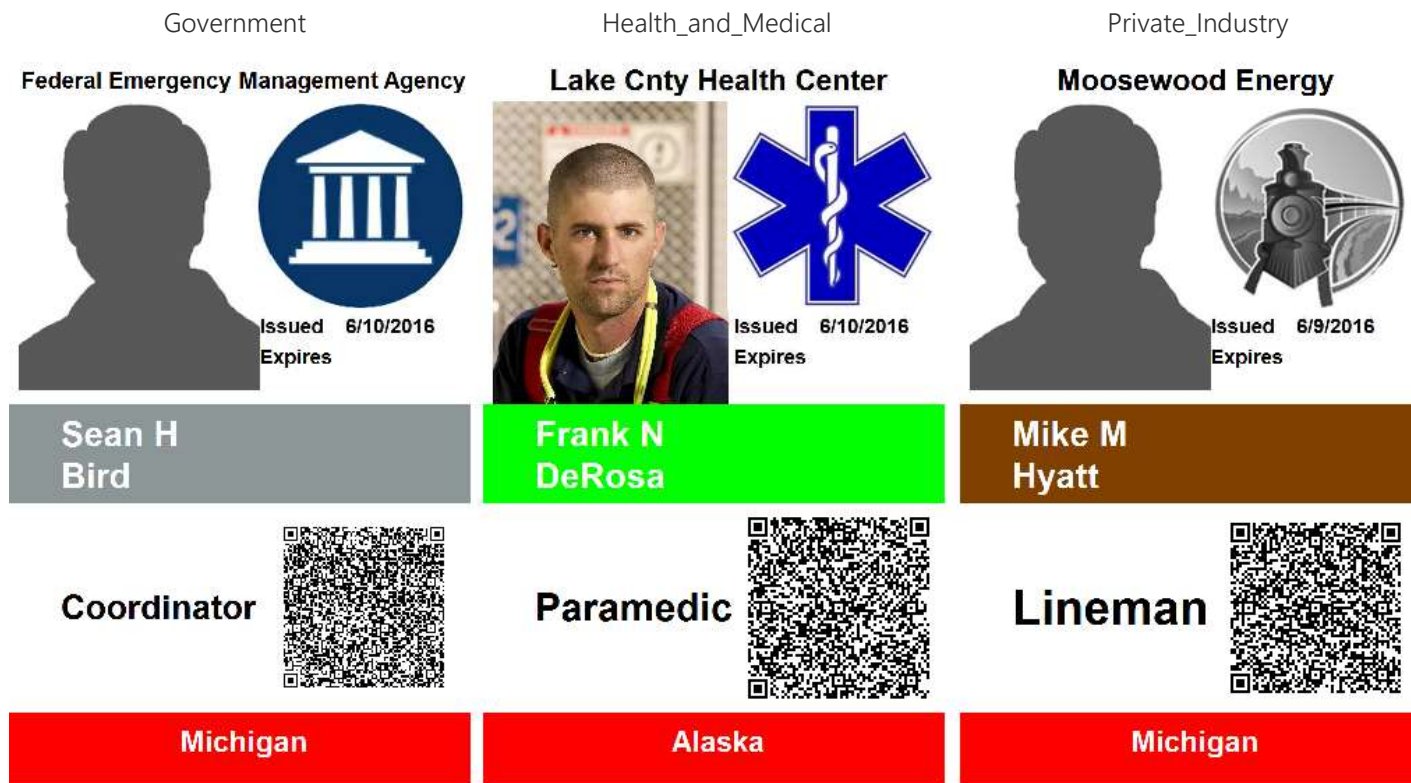 Government
Health_and_Medical
Private_Industry
Federal Emergency Management Agency
Issued 6/10/2016
Expires
Sean H
Bird
Coordinator
Michigan
Lake Cnty Health Center
2
Issued 6/10/2016
Expires
Frank N
DeRosa
Paramedic
Alaska
Moosewood Energy
Issued 6/9/2016
Expires
Mike M
Hyatt
Lineman
Michigan